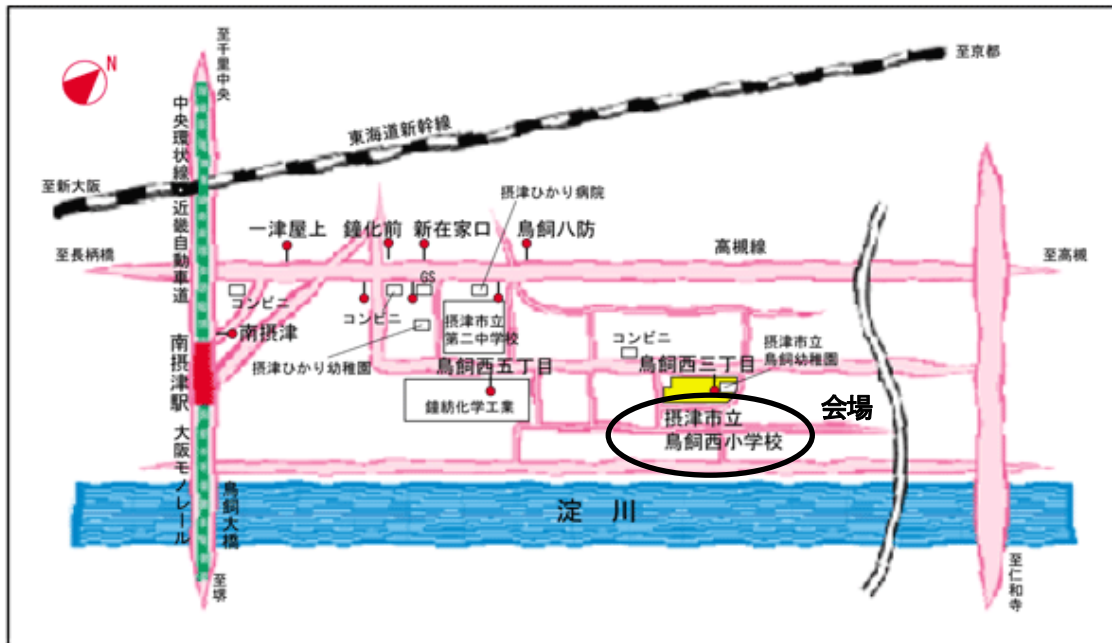 至千里中央
N
至京都
中央環状線
近畿自動車道
東海道新幹線
至新大阪
摂津ひかり病院
一津屋上
鐘化前
新在家口
鳥飼八防
至長柄橋
高槻線
至高槻
GS
コンビニ
コンビニ
南摂津
摂津市立
第二中学校
コンビニ
摂津市立
鳥飼幼稚園
摂津ひかり幼稚園
鳥飼西五丁目
鳥飼西三丁目
南摂津駅
鐘紡化学工業
会場
摂津市立
鳥飼西小学校
大阪モノレール
鳥飼大橋
淀川
至堺
至仁和寺